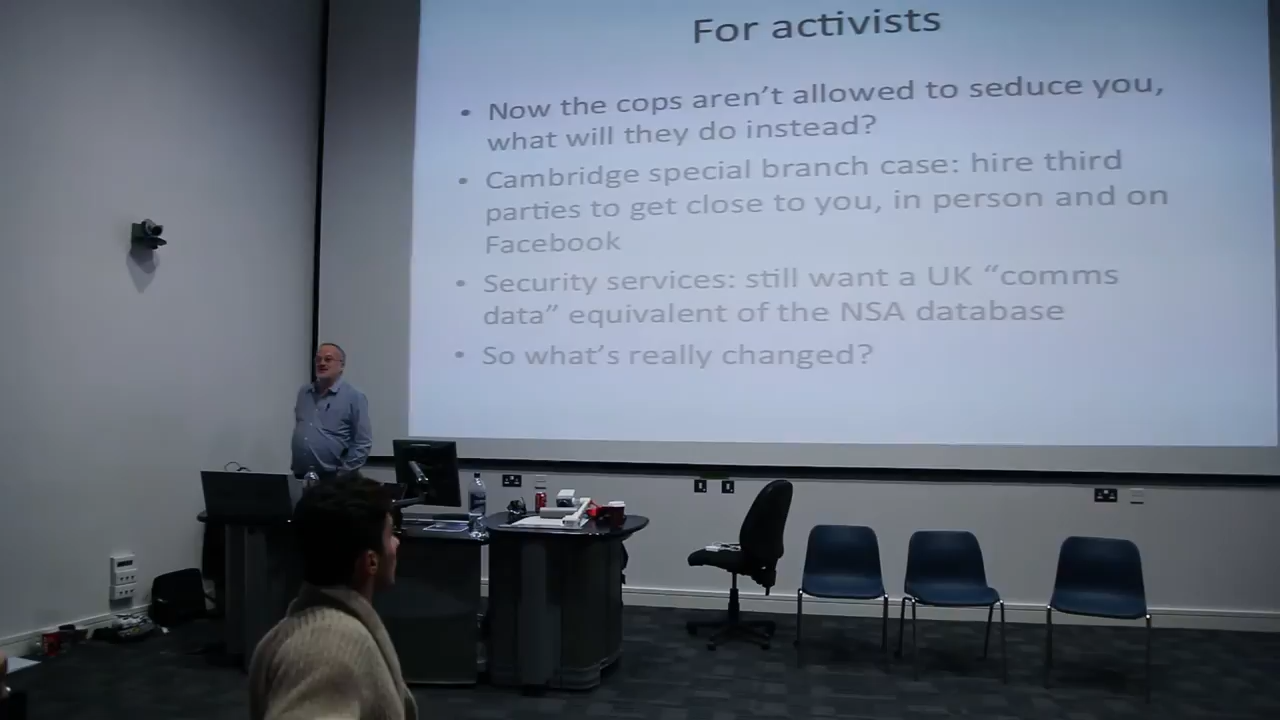 For activists
• Now the cops aren't allowed to seduce you,
what will they do instead?
• Cambridge special branch case: hire third
parties to get close to you, in person and on
Facebook
• Security services: still want a UK “comms
data” equivalent of the NSA database
• So what's really changed?